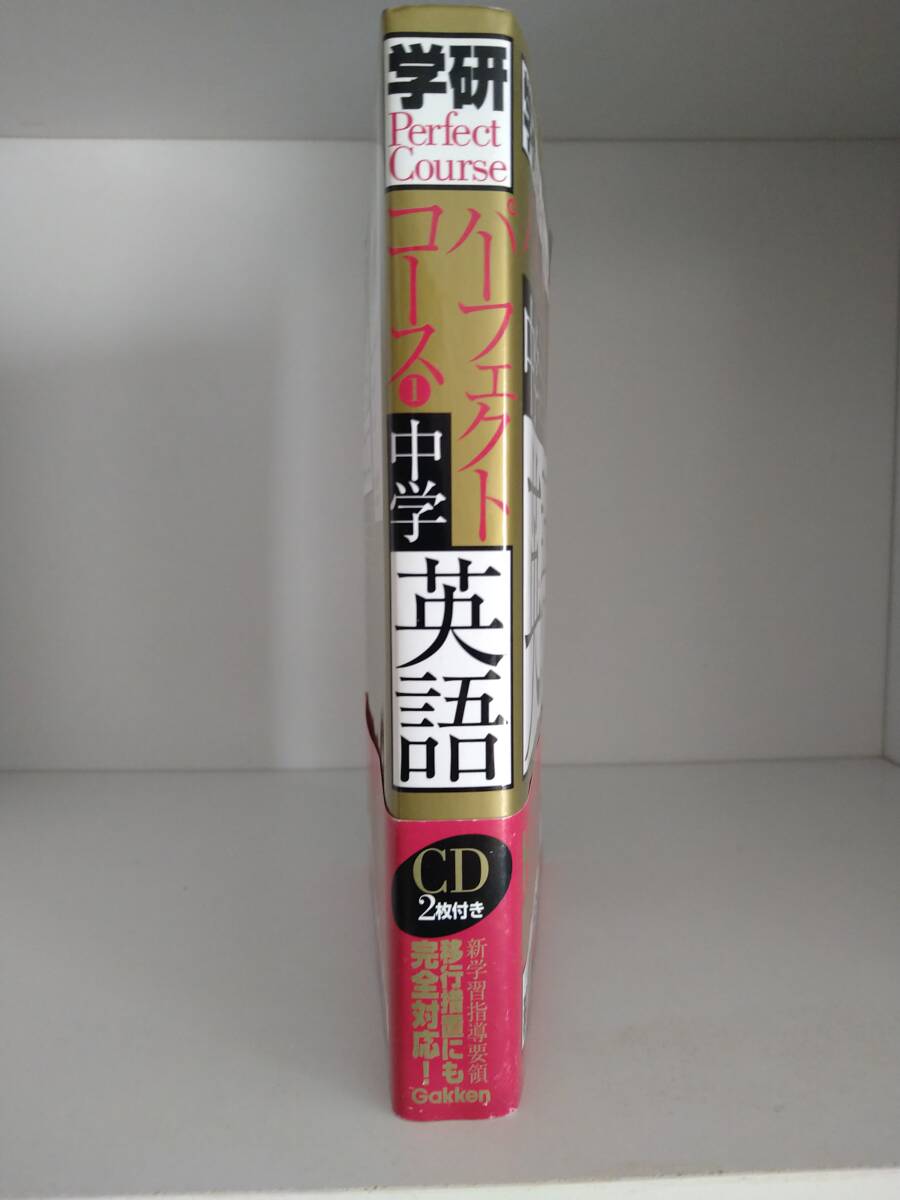 学研
Perfect
Course
パーフェクト
コース1
中学
英語
CD
2枚付き
新学習指導要領
移行措置にも
完全対応!
Gakken